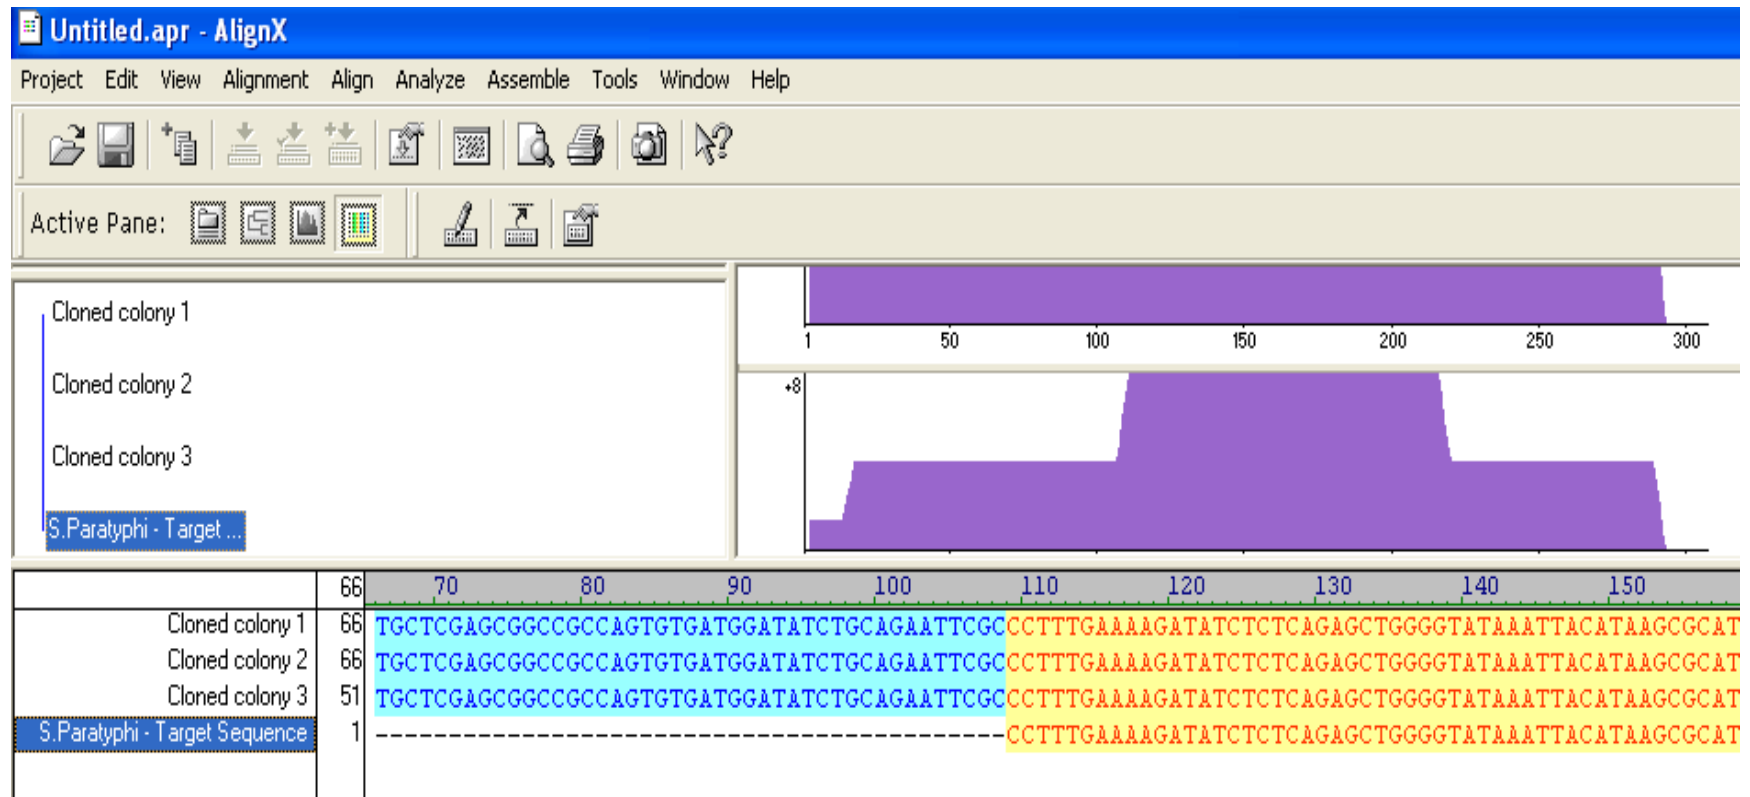 Untitled.apr - AlignX
Project Edit View Alignment Align Analyze Assemble Tools Window Help
Active Pane:
Cloned colony 1
Cloned colony 2
Cloned colony 3
S.Paratyphi - Target ...
1 50 100 150 200 250 300
+8
66 70 80 90 100 110 120 130 140 150
Cloned colony 1 66 TGCTCGAGCGGCCGCCAGTGTGATGGATATCTGCAGAATTCGCCCTTTGAAAAGATATCTCTCAGAGCTGGGGTATAAATTACATAAGCGCAT
Cloned colony 2 66 TGCTCGAGCGGCCGCCAGTGTGATGGATATCTGCAGAATTCGCCCTTTGAAAAGATATCTCTCAGAGCTGGGGTATAAATTACATAAGCGCAT
Cloned colony 3 51 TGCTCGAGCGGCCGCCAGTGTGATGGATATCTGCAGAATTCGCCCTTTGAAAAGATATCTCTCAGAGCTGGGGTATAAATTACATAAGCGCAT
S.Paratyphi - Target Sequence 1 -------------------------------------------CCTTTGAAAAGATATCTCTCAGAGCTGGGGTATAAATTACATAAGCGCAT